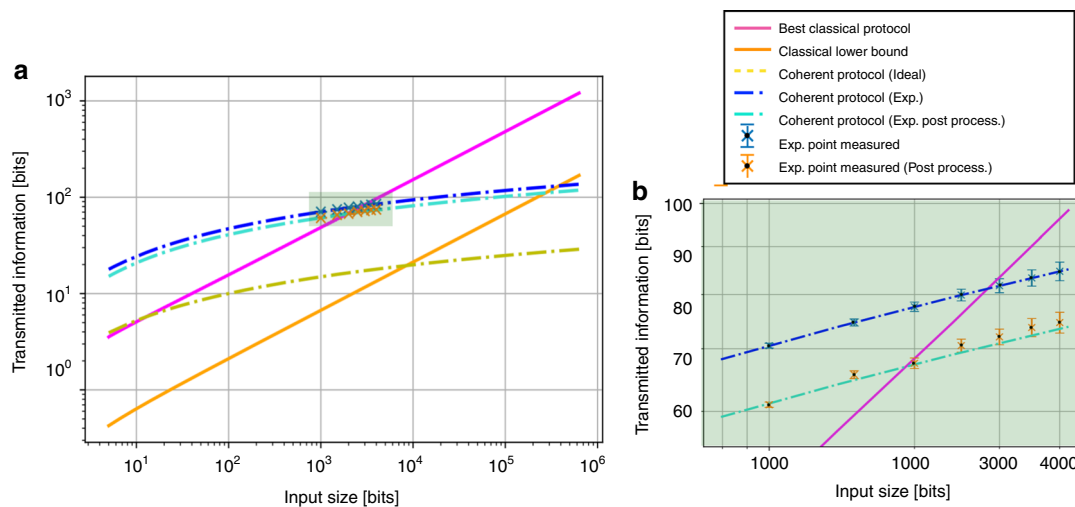 Best classical protocol
Classical lower bound
Coherent protocol (Ideal)
Coherent protocol (Exp.)
Coherent protocol (Exp. post process.)
Exp. point measured
Exp. point measured (Post process.)
a
Transmitted information [bits]
10³
10²
10¹
10⁰
10¹
10²
10³
10⁴
10⁵
10⁶
Input size [bits]
b
Transmitted information [bits]
100
90
80
70
60
1000
1000
3000
4000
Input size [bits]